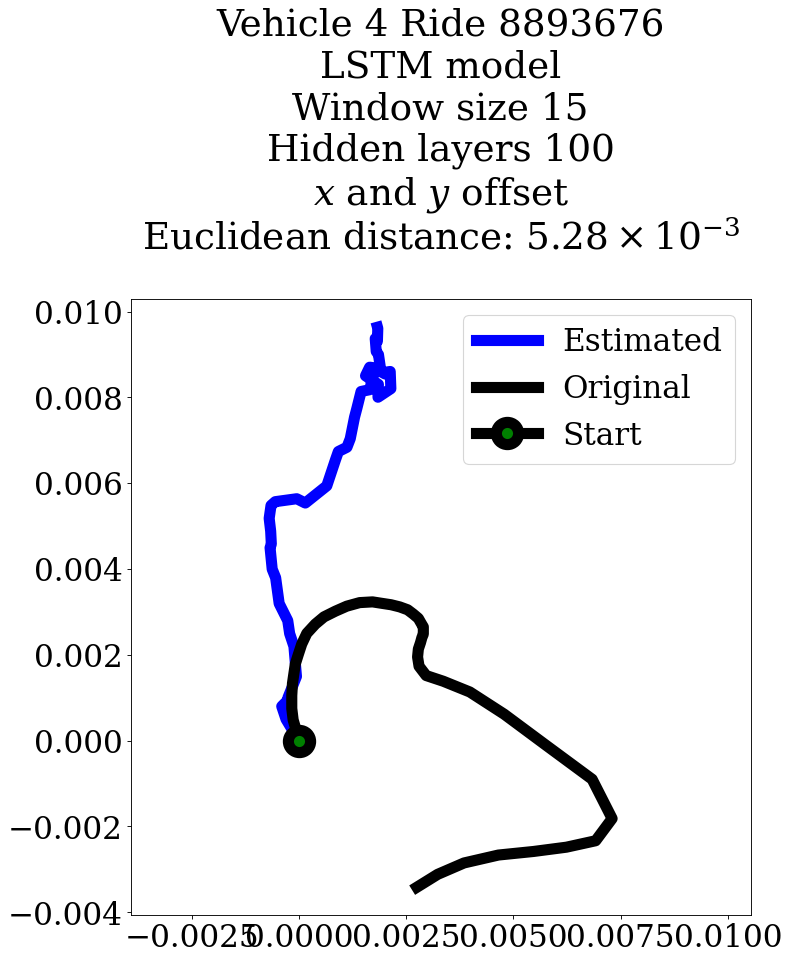 Vehicle 4 Ride 8893676
LSTM model
Window size 15
Hidden layers 100
x and y offset
Euclidean distance: 5.28 × 10⁻³
Estimated
Original
Start
0.010
0.008
0.006
0.004
0.002
0.000
−0.002
−0.004
−0.0025 0.0000 0.0025 0.0050 0.0075 0.0100